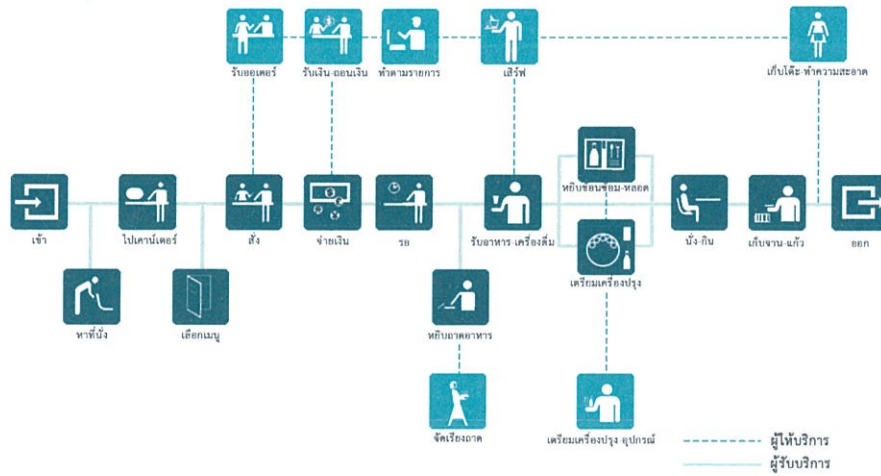 รับออเดอร์
รับเงิน-ถอนเงิน
ทำตามรายการ
เสิร์ฟ
เก็บโต๊ะ-ทำความสะอาด
หยิบช้อนซ้อม-หลอด
เข้า
ไปเคาน์เตอร์
สั่ง
จ่ายเงิน
รอ
รับอาหาร-เครื่องดื่ม
นั่ง-กิน
เก็บจาน-แก้ว
ออก
เตรียมเครื่องปรุง
หาที่นั่ง
เลือกเมนู
หยิบถาดอาหาร
จัดเรียงถาด
เตรียมเครื่องปรุง อุปกรณ์
ผู้ให้บริการ
ผู้รับบริการ